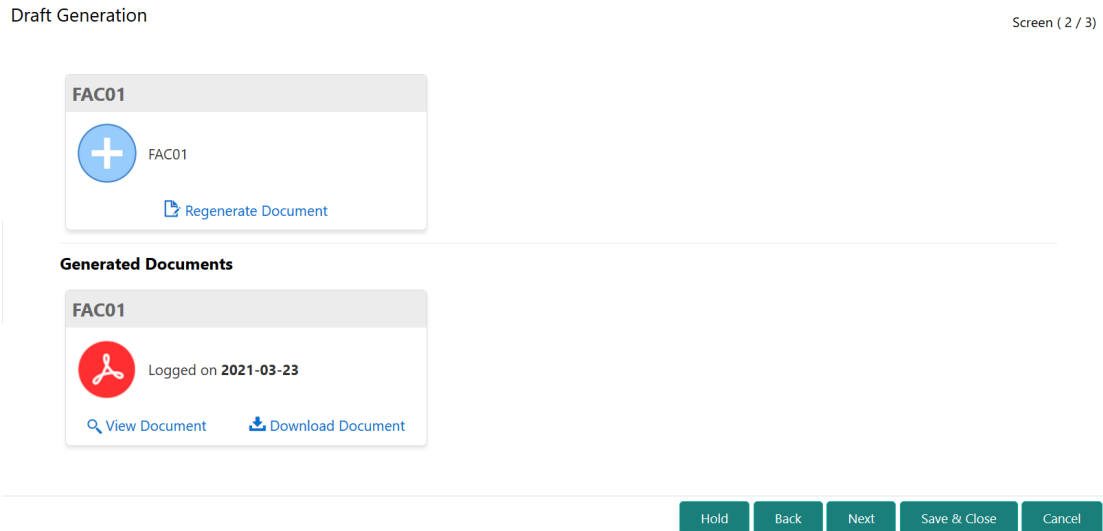 Draft Generation
Screen ( 2 / 3)
FAC01
FAC01
Regenerate Document
Generated Documents
FAC01
Logged on 2021-03-23
View Document Download Document
Hold Back Next Save & Close Cancel